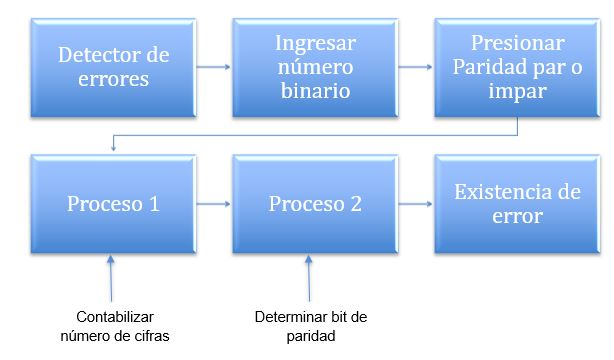 Detector de
errores
Ingresar
número
binario
Presionar
Paridad par o
impar
Proceso 1
Proceso 2
Existencia de
error
Contabilizar
número de cifras
Determinar bit de
paridad